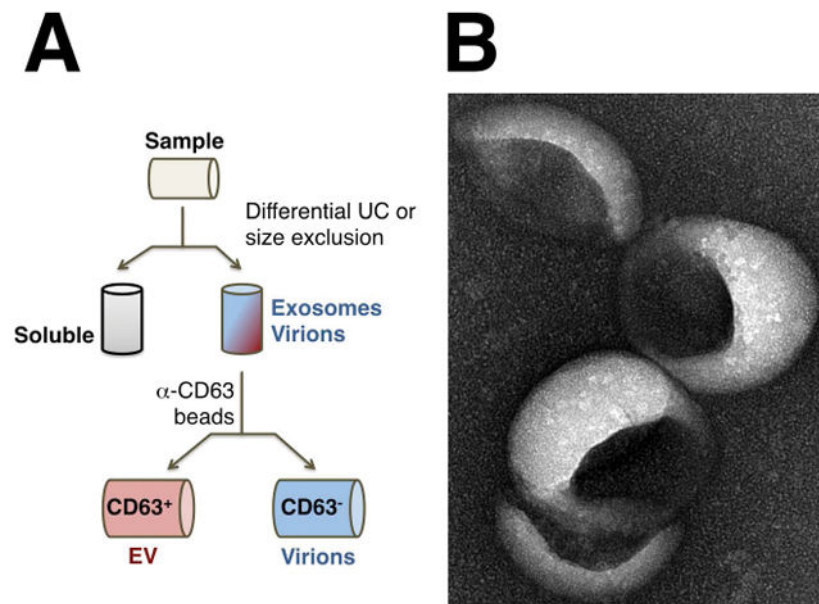 A
B
Sample
Differential UC or
size exclusion
Soluble
Exosomes
Virions
α-CD63
beads
CD63⁺
CD63⁻
EV
Virions